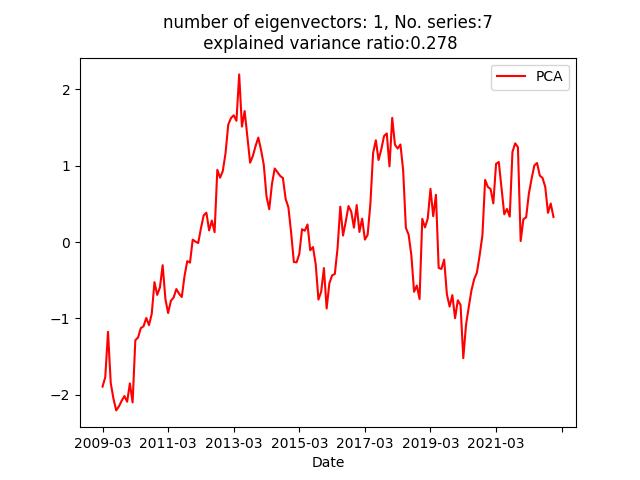 number of eigenvectors: 1, No. series:7
explained variance ratio:0.278
PCA
2
1
0
−1
−2
2009-03 2011-03 2013-03 2015-03 2017-03 2019-03 2021-03
Date